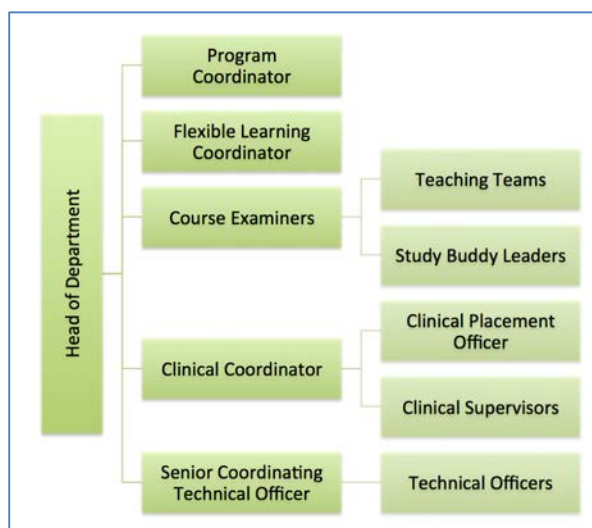 Head of Department
Program
Coordinator
Flexible Learning
Coordinator
Course Examiners
Teaching Teams
Study Buddy Leaders
Clinical Coordinator
Clinical Placement
Officer
Clinical Supervisors
Senior Coordinating
Technical Officer
Technical Officers